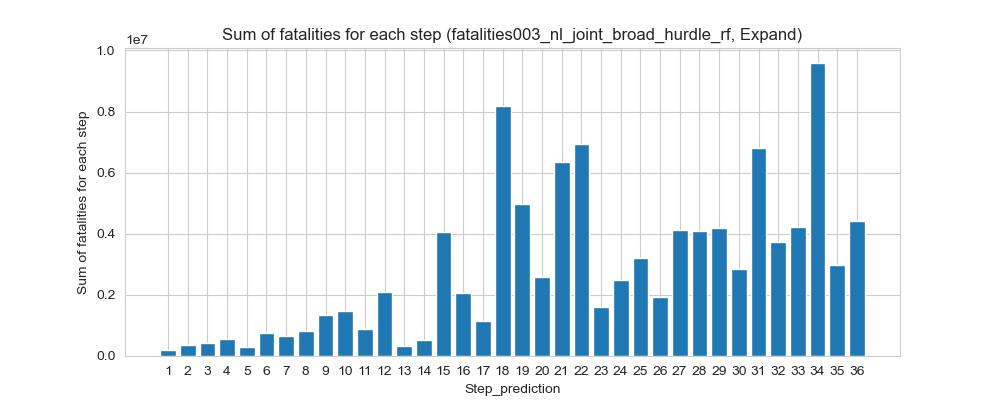 Sum of fatalities for each step (fatalities003_nl_joint_broad_hurdle_rf, Expand)
1e7
1.0
0.8
0.6
0.4
0.2
0.0
Sum of fatalities for each step
1 2 3 4 5 6 7 8 9 10 11 12 13 14 15 16 17 18 19 20 21 22 23 24 25 26 27 28 29 30 31 32 33 34 35 36
Step_prediction